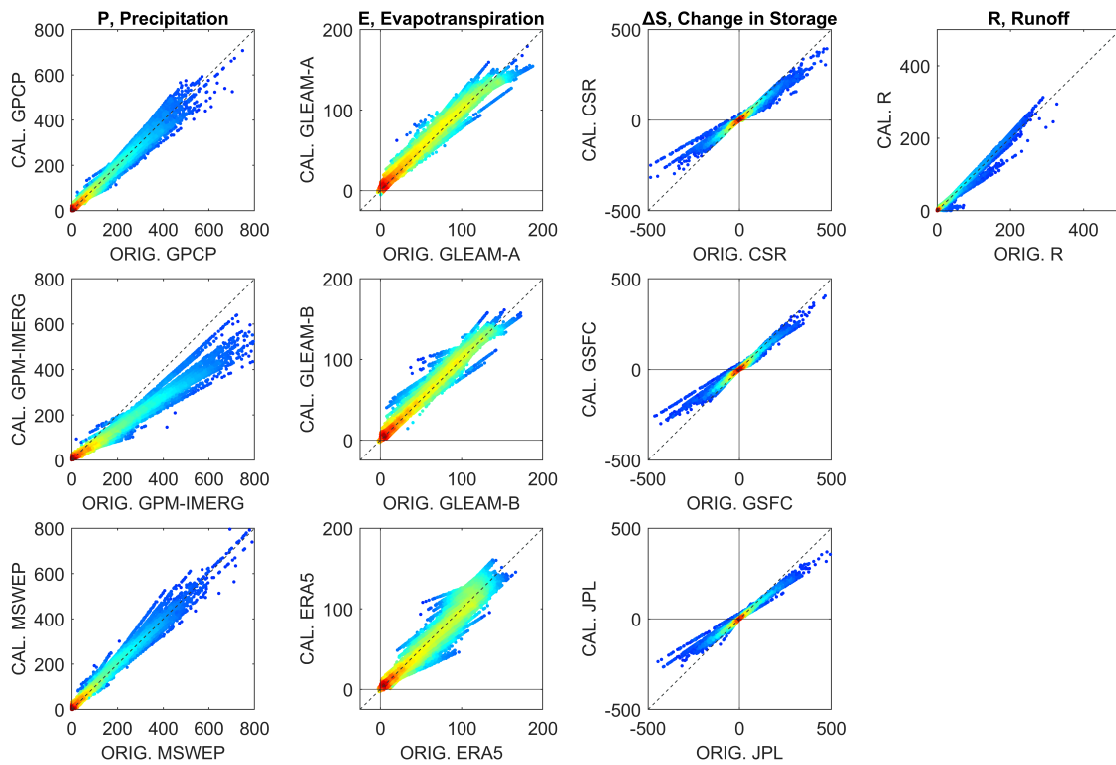 P, Precipitation
E, Evapotranspiration
ΔS, Change in Storage
R, Runoff
800
600
400
200
0
CAL. GPCP
0 200 400 600 800
ORIG. GPCP
200
100
0
CAL. GLEAM-A
0 100 200
ORIG. GLEAM-A
500
0
-500
CAL. CSR
-500 0 500
ORIG. CSR
400
200
0
CAL. R
0 200 400
ORIG. R
800
600
400
200
0
CAL. GPM-IMERG
0 200 400 600 800
ORIG. GPM-IMERG
200
100
0
CAL. GLEAM-B
0 100 200
ORIG. GLEAM-B
500
0
-500
CAL. GSFC
-500 0 500
ORIG. GSFC
800
600
400
200
0
CAL. MSWEP
0 200 400 600 800
ORIG. MSWEP
200
100
0
CAL. ERA5
0 100 200
ORIG. ERA5
500
0
-500
CAL. JPL
-500 0 500
ORIG. JPL